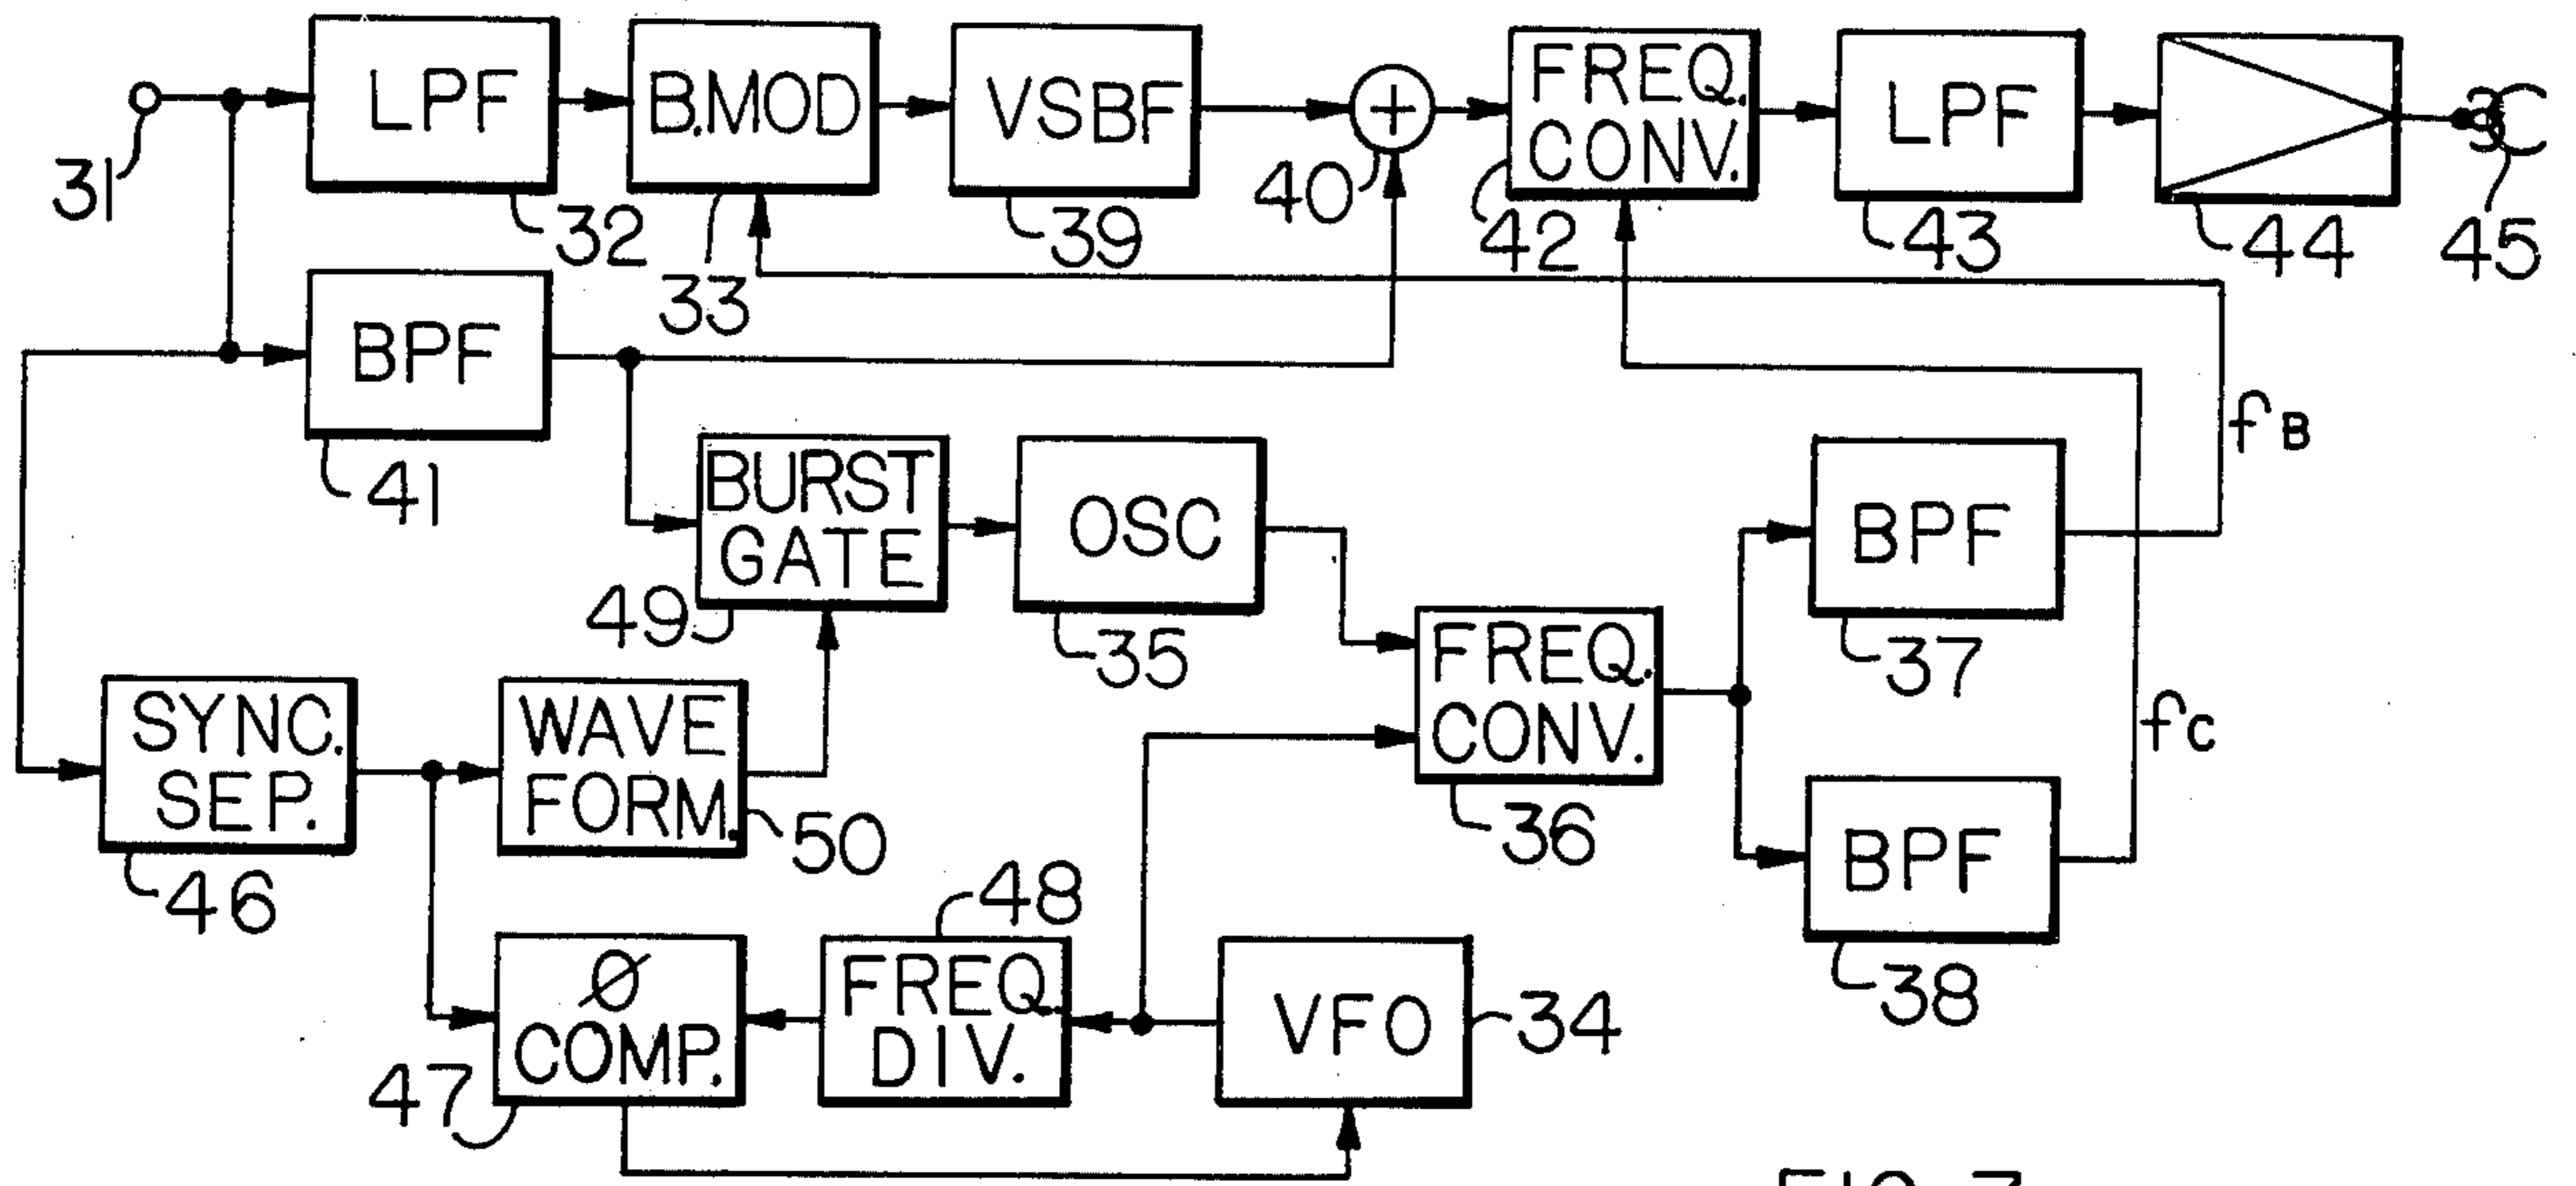 LPF
B.MOD
VSBF
+
FREQ.
CONV.
LPF
31
32
33
39
40
42
43
44
45
BPF
41
fB
BURST
GATE
49
OSC
35
BPF
37
FREQ.
CONV.
36
fC
SYNC.
SEP.
46
WAVE
FORM.
50
BPF
38
Ø
COMP.
47
FREQ.
DIV.
48
VFO
34